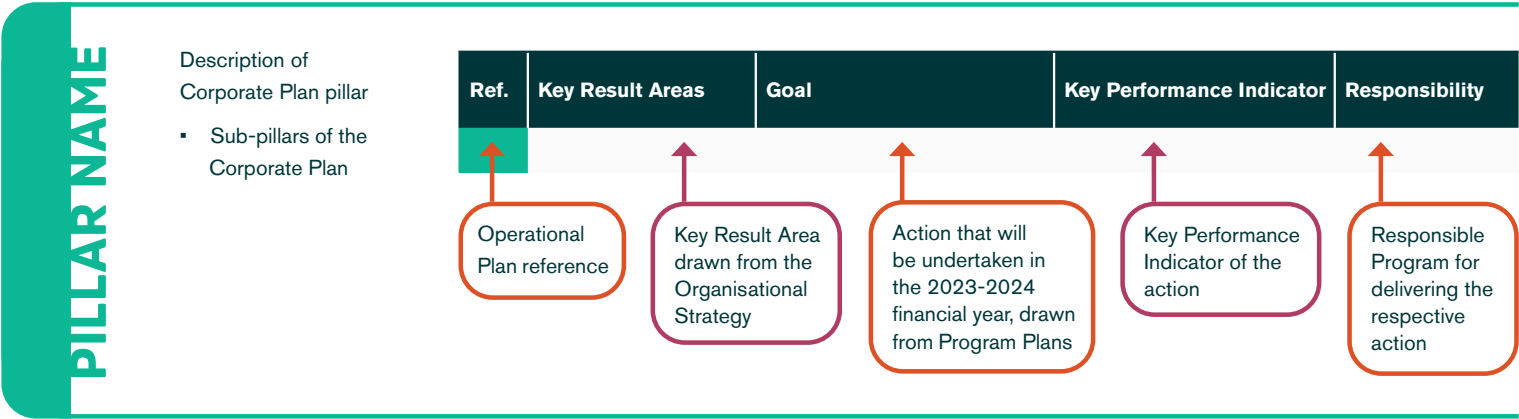 PILLAR NAME
Description of
Corporate Plan pillar
▪ Sub-pillars of the
Corporate Plan
Ref.
Key Result Areas
Goal
Key Performance Indicator
Responsibility
Operational
Plan reference
Key Result Area
drawn from the
Organisational
Strategy
Action that will
be undertaken in
the 2023-2024
financial year, drawn
from Program Plans
Key Performance
Indicator of the
action
Responsible
Program for
delivering the
respective
action